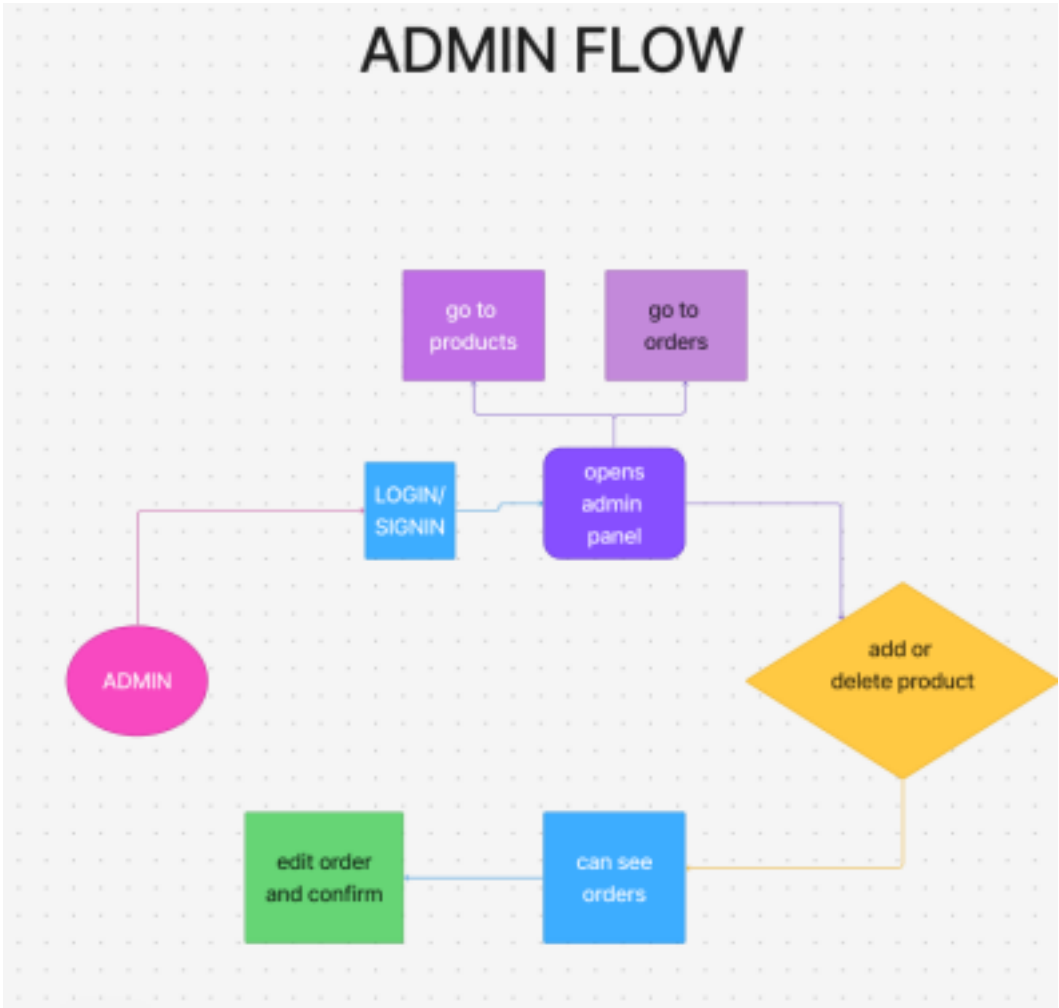 ADMIN FLOW
go to
products
go to
orders
LOGIN/
SIGNIN
opens
admin
panel
ADMIN
add or
delete product
edit order
and confirm
can see
orders